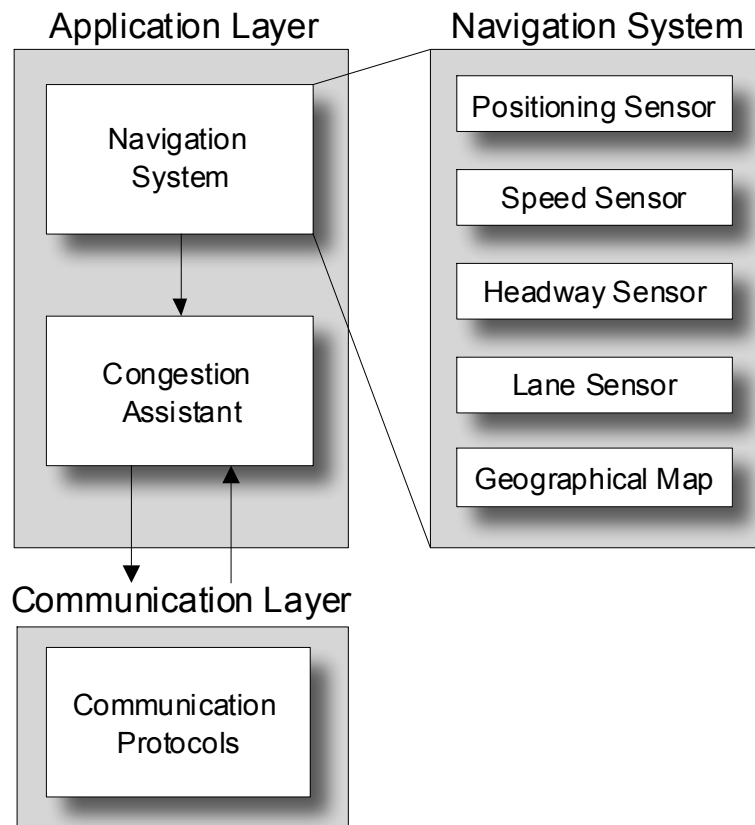 Application Layer
Navigation
System
Congestion
Assistant
Communication Layer
Communication
Protocols
Navigation System
Positioning Sensor
Speed Sensor
Headway Sensor
Lane Sensor
Geographical Map